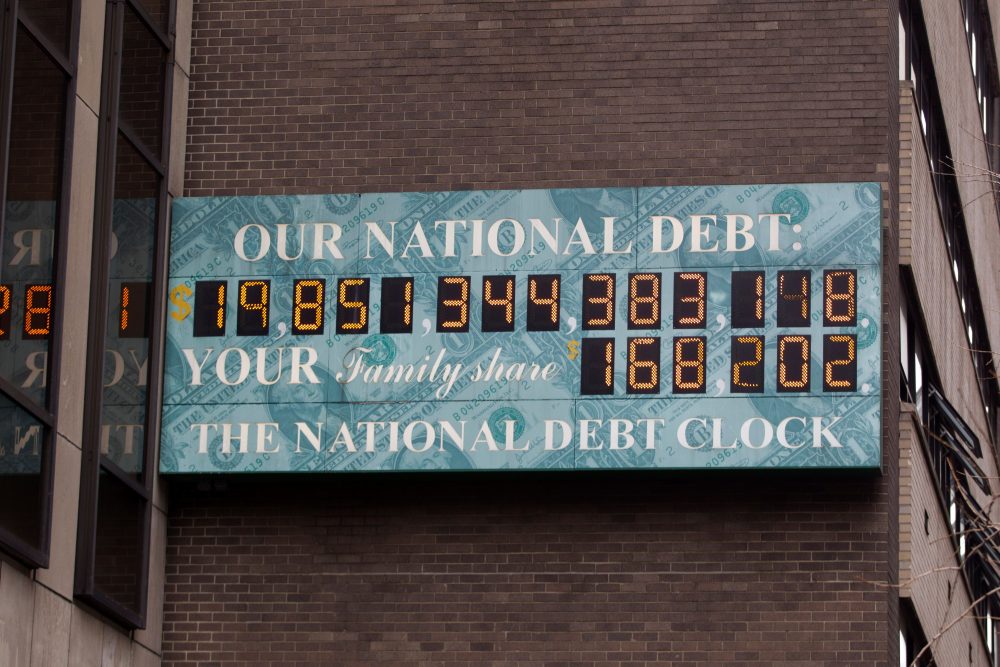 OUR NATIONAL DEBT:
$19,851,344,383,148
YOUR Family share $168,202
THE NATIONAL DEBT CLOCK